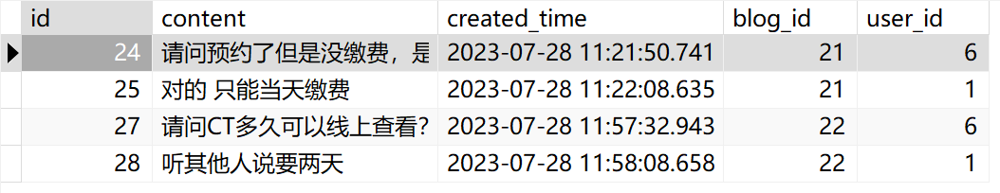 id content created_time blog_id user_id
24 请问预约了但是没缴费，是 2023-07-28 11:21:50.741 21 6
25 对的 只能当天缴费 2023-07-28 11:22:08.635 21 1
27 请问CT多久可以线上查看? 2023-07-28 11:57:32.943 22 6
28 听其他人说要两天 2023-07-28 11:58:08.658 22 1